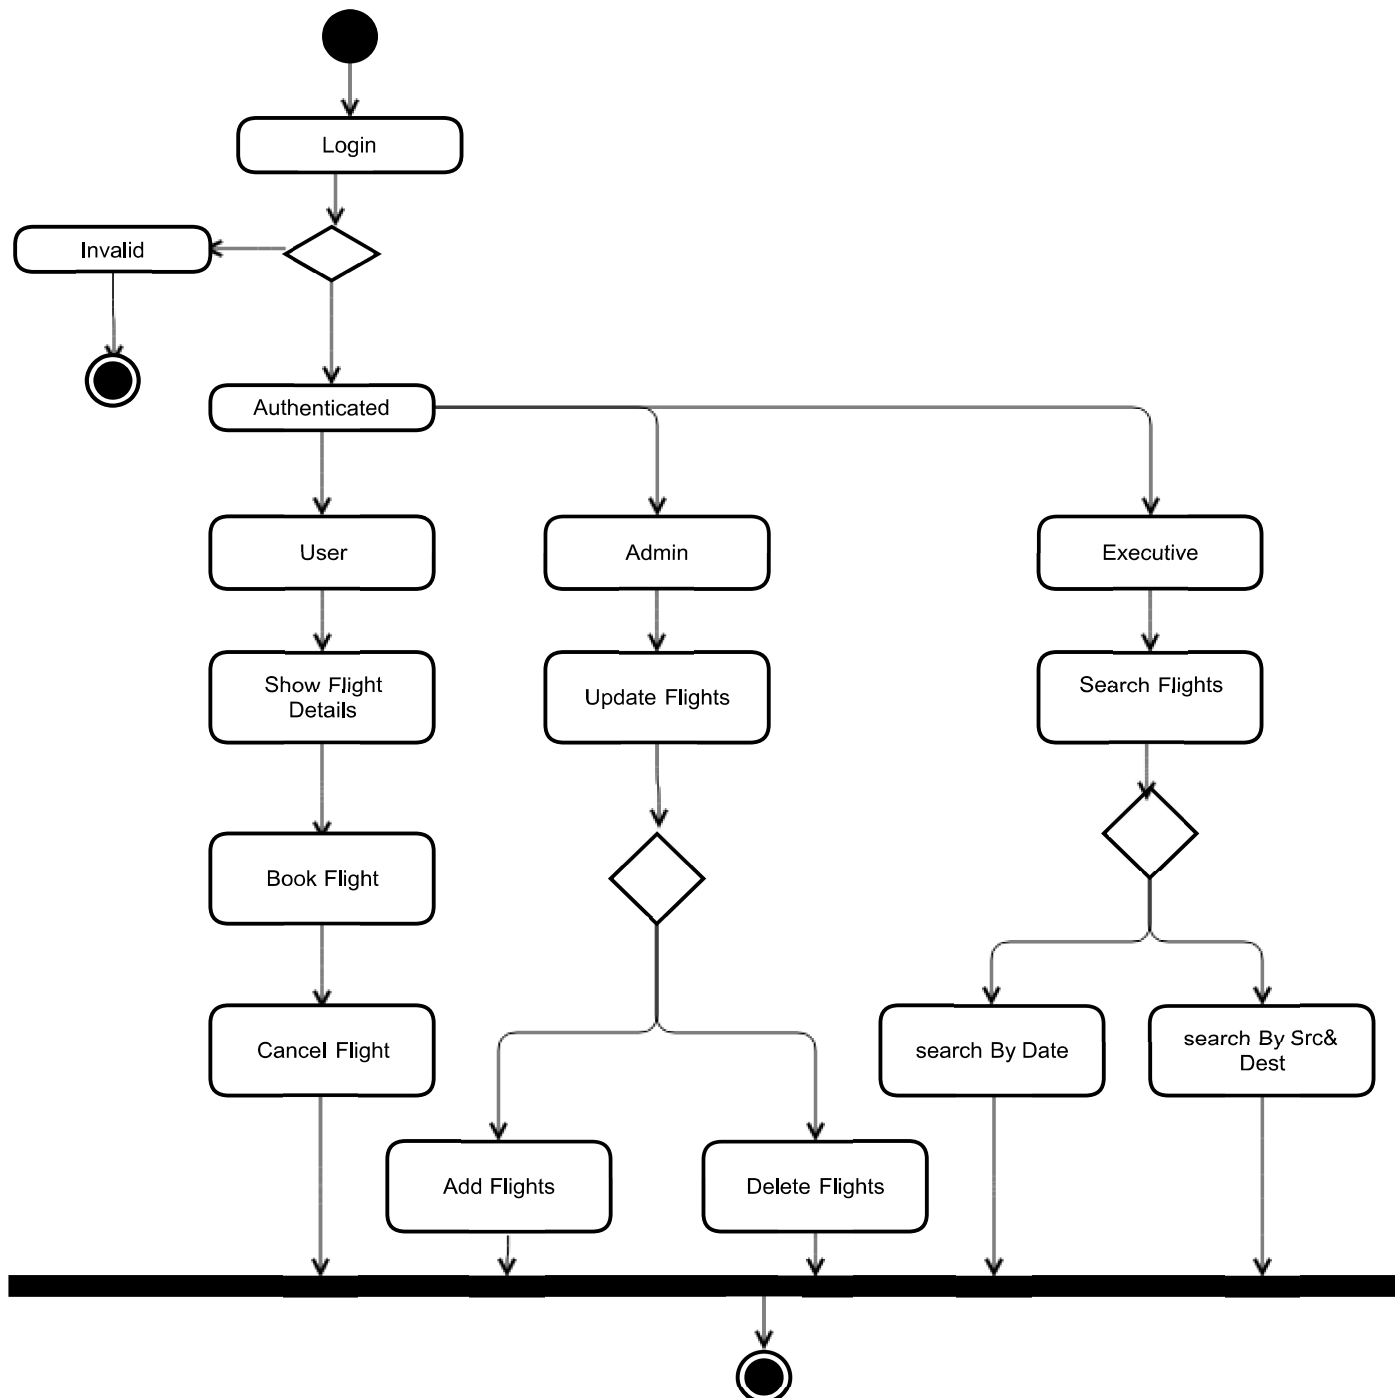 Login
Invalid
Authenticated
User
Admin
Executive
Show Flight
Details
Update Flights
Search Flights
Book Flight
Cancel Flight
search By Date
search By Src&
Dest
Add Flights
Delete Flights